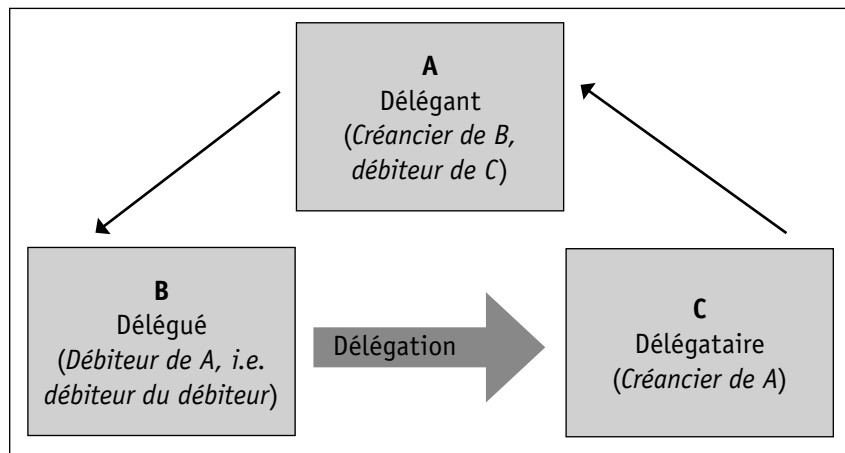 A
Délégant
(Créancier de B,
débiteur de C)
B
Délégué
(Débiteur de A, i.e.
débiteur du débiteur)
Délégation
C
Délégataire
(Créancier de A)